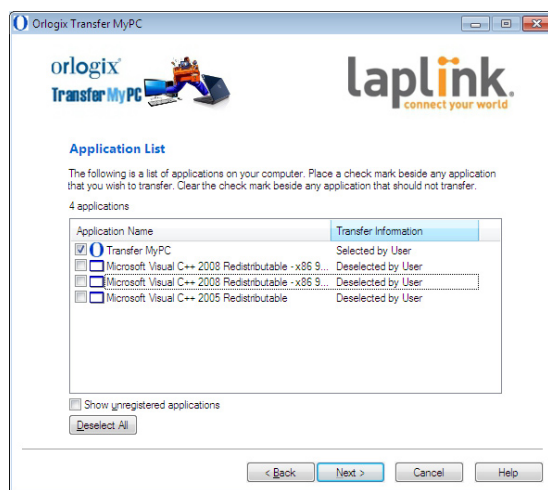 Orlogix Transfer MyPC
orlogix
Transfer My PC
laplink.
connect your world
Application List
The following is a list of applications on your computer. Place a check mark beside any application
that you wish to transfer. Clear the check mark beside any application that should not transfer.
4 applications
Application Name Transfer Information
Transfer MyPC Selected by User
Microsoft Visual C++ 2008 Redistributable - x86 9... Deselected by User
Microsoft Visual C++ 2008 Redistributable - x86 9... Deselected by User
Microsoft Visual C++ 2005 Redistributable Deselected by User
Show unregistered applications
Deselect All
< Back Next > Cancel Help